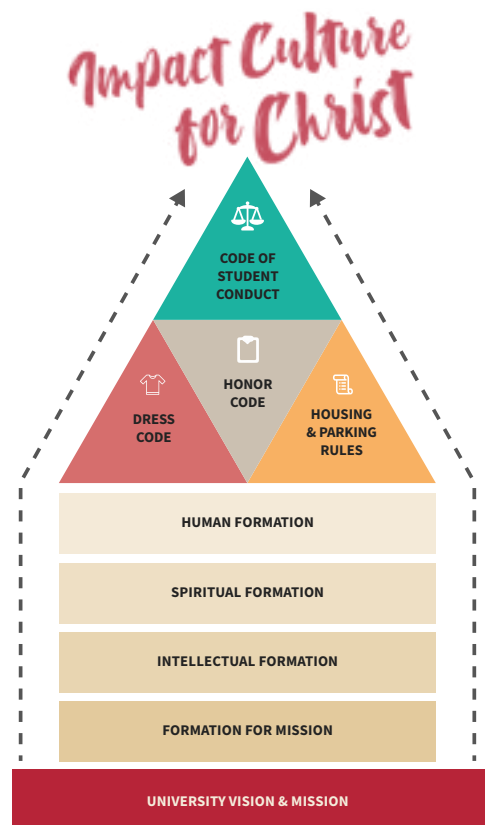 Impact Culture
for Christ
CODE OF
STUDENT
CONDUCT
HONOR
CODE
DRESS
CODE
HOUSING
& PARKING
RULES
HUMAN FORMATION
SPIRITUAL FORMATION
INTELLECTUAL FORMATION
FORMATION FOR MISSION
UNIVERSITY VISION & MISSION